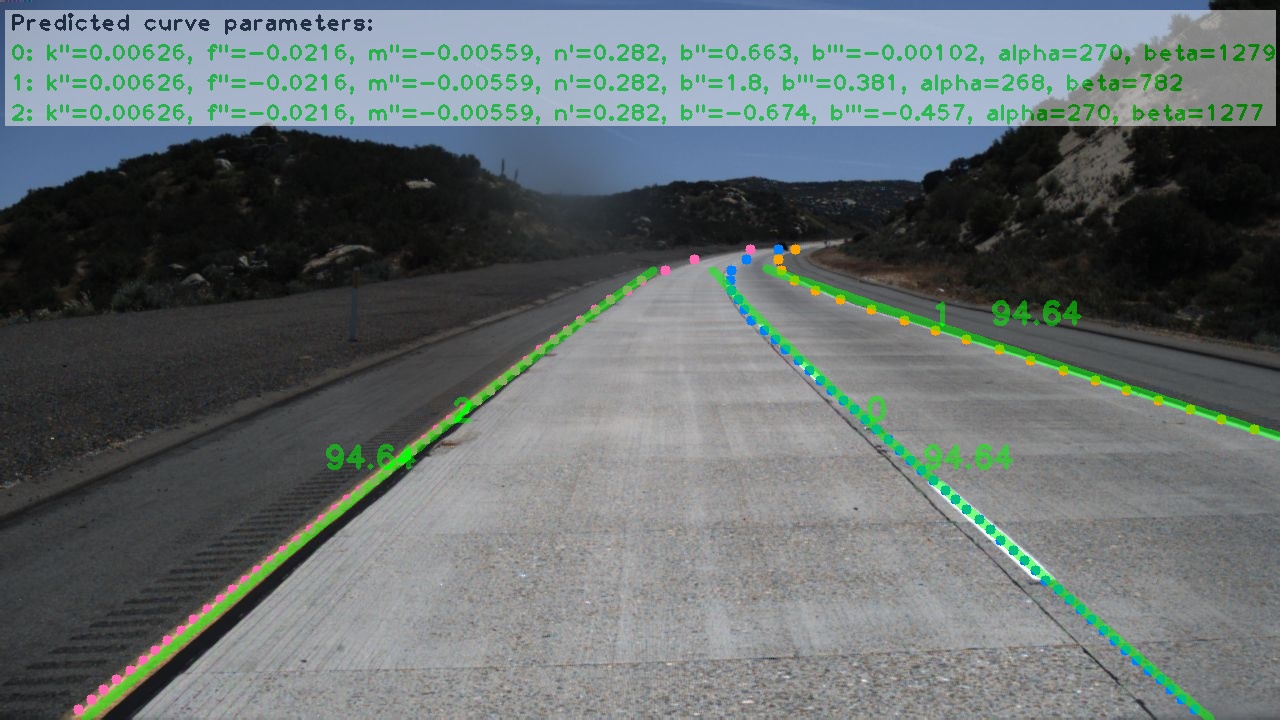 Predicted curve parameters:
0: k''=0.00626, f''=-0.0216, m''=-0.00559, n'=0.282, b''=0.663, b'''=-0.00102, alpha=270, beta=1279
1: k''=0.00626, f''=-0.0216, m''=-0.00559, n'=0.282, b''=1.8, b'''=0.381, alpha=268, beta=782
2: k''=0.00626, f''=-0.0216, m''=-0.00559, n'=0.282, b''=-0.674, b'''=-0.457, alpha=270, beta=1277
1 94.64
2 0
94.64 94.64